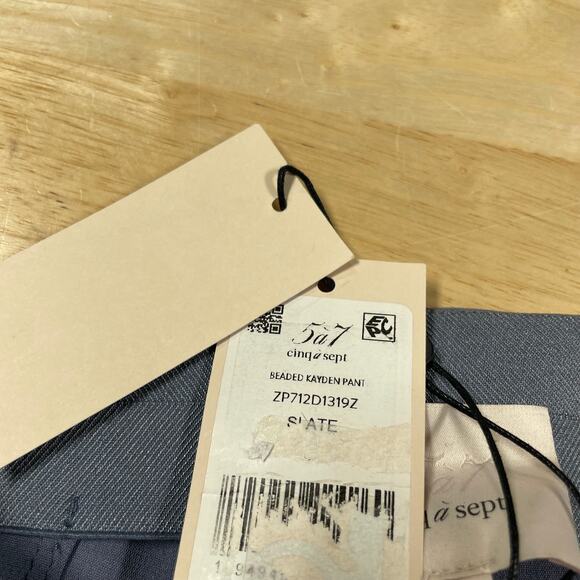 5à7
cinq à sept
BEADED KAYDEN PANT
ZP712D1319Z
SLATE
à sept